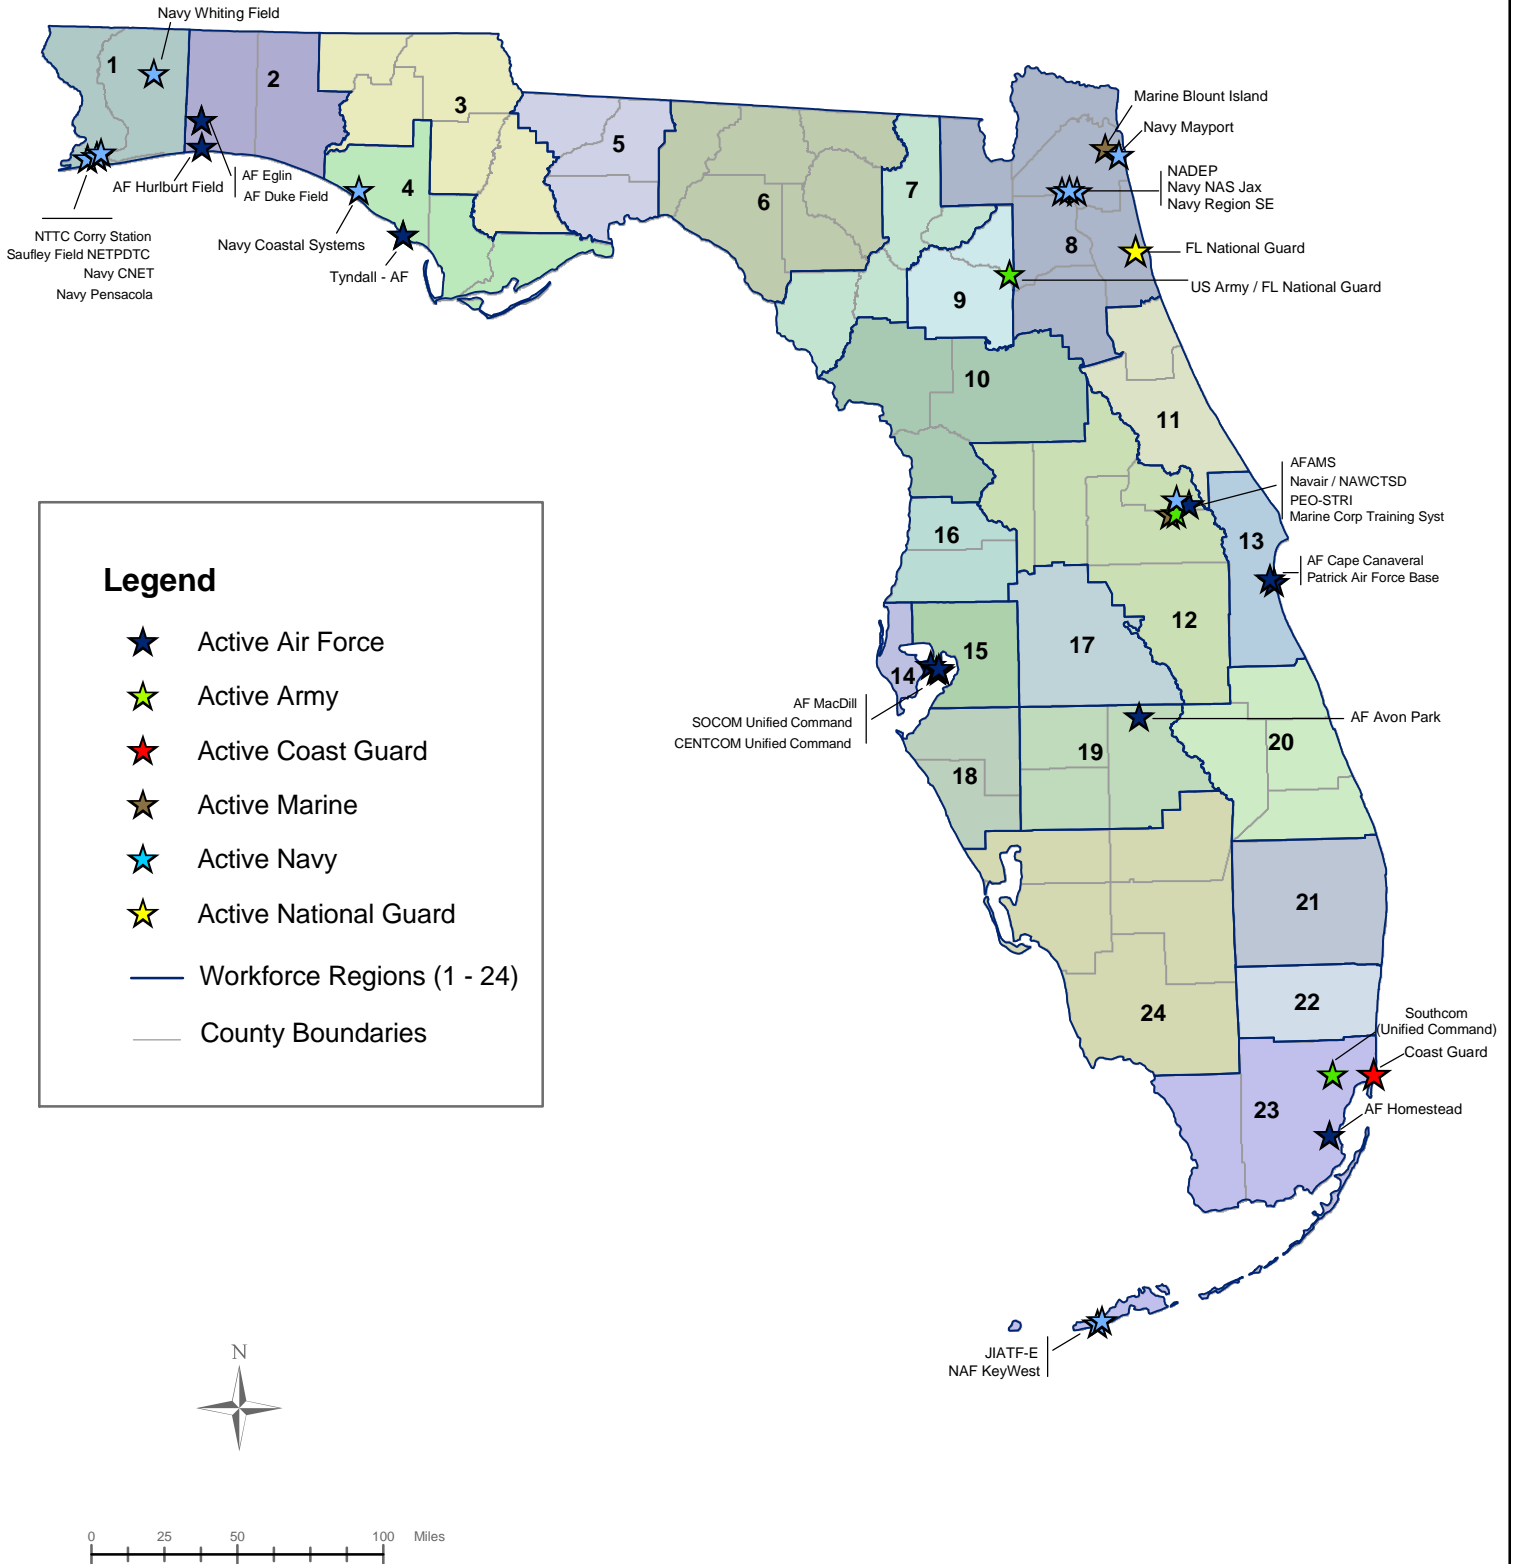 Navy Whiting Field
1
2
3
4
5
6
7
8
9
10
11
12
13
14
15
16
17
18
19
20
21
22
23
24
Marine Blount Island
Navy Mayport
NADEP
Navy NAS Jax
Navy Region SE
FL National Guard
US Army / FL National Guard
AF Hurlburt Field
AF Eglin
AF Duke Field
NTTC Corry Station
Saufley Field NETPDTC
Navy CNET
Navy Pensacola
Navy Coastal Systems
Tyndall - AF
AFAMS
Navair / NAWCTSD
PEO-STRI
Marine Corp Training Syst
AF Cape Canaveral
Patrick Air Force Base
AF MacDill
SOCOM Unified Command
CENTCOM Unified Command
AF Avon Park
Southcom
(Unified Command)
Coast Guard
AF Homestead
JIATF-E
NAF KeyWest
Legend
Active Air Force
Active Army
Active Coast Guard
Active Marine
Active Navy
Active National Guard
Workforce Regions (1 - 24)
County Boundaries
N
0 25 50 100 Miles